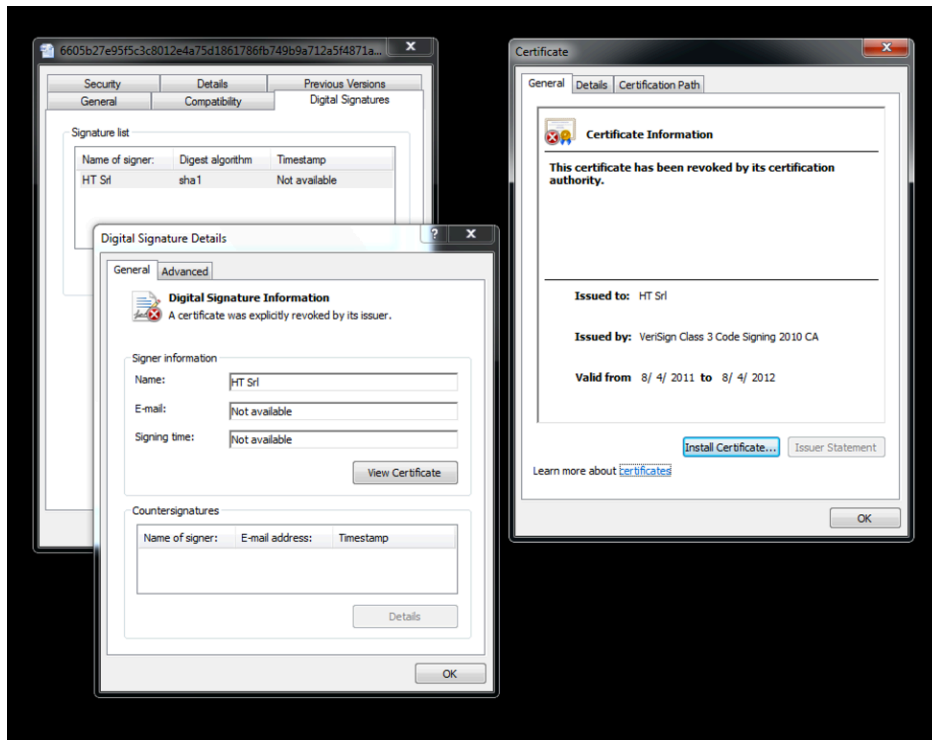 6605b27e95f5c3c8012e4a75d1861786fb749b9a712a5f4871a...
Security Details Previous Versions
General Compatibility Digital Signatures
Signature list
Name of signer: Digest algorithm Timestamp
HT Srl sha1 Not available
Digital Signature Details
General Advanced
Digital Signature Information
A certificate was explicitly revoked by its issuer.
Signer information
Name: HT Srl
E-mail: Not available
Signing time: Not available
View Certificate
Countersignatures
Name of signer: E-mail address: Timestamp
Details
OK
Certificate
General Details Certification Path
Certificate Information
This certificate has been revoked by its certification
authority.
Issued to: HT Srl
Issued by: VeriSign Class 3 Code Signing 2010 CA
Valid from 8/ 4/ 2011 to 8/ 4/ 2012
Install Certificate... Issuer Statement
Learn more about certificates
OK